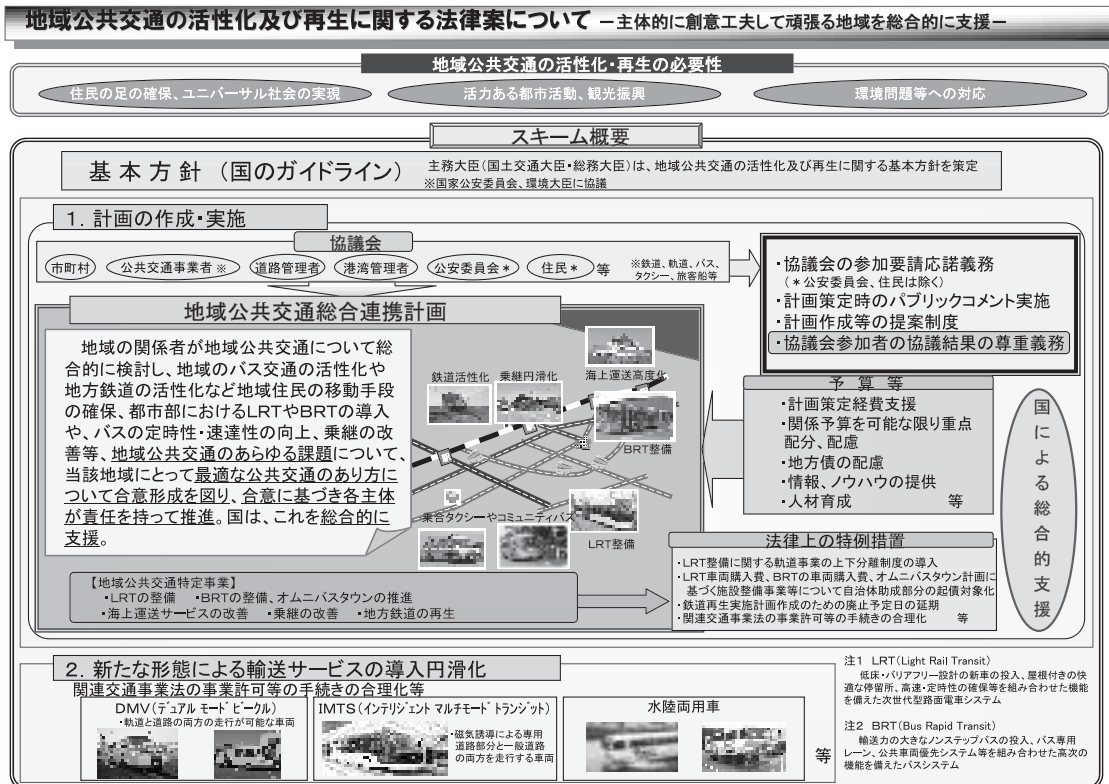 地域公共交通の活性化及び再生に関する法律案について －主体的に創意工夫して頑張る地域を総合的に支援－
地域公共交通の活性化・再生の必要性
住民の足の確保、ユニバーサル社会の実現
活力ある都市活動、観光振興
環境問題等への対応
スキーム概要
基本方針（国のガイドライン）
主務大臣（国土交通大臣・総務大臣）は、地域公共交通の活性化及び再生に関する基本方針を策定
※国家公安委員会、環境大臣に協議
１．計画の作成・実施
協議会
市町村 公共交通事業者※ 道路管理者 港湾管理者 公安委員会＊ 住民＊ 等
※鉄道、軌道、バス、
タクシー、旅客船等
・協議会の参加要請応諾義務
（＊公安委員会、住民は除く）
・計画策定時のパブリックコメント実施
・計画作成等の提案制度
・協議会参加者の協議結果の尊重義務
地域公共交通総合連携計画
地域の関係者が地域公共交通について総
合的に検討し、地域のバス交通の活性化や
地方鉄道の活性化など地域住民の移動手段
の確保、都市部におけるLRTやBRTの導入
や、バスの定時性・速達性の向上、乗継の改
善等、地域公共交通のあらゆる課題について、
当該地域にとって最適な公共交通のあり方に
ついて合意形成を図り、合意に基づき各主体
が責任を持って推進。国は、これを総合的に
支援。
鉄道活性化
乗継円滑化
海上運送高度化
BRT整備
乗合タクシーやコミュニティバス
LRT整備
【地域公共交通特定事業】
・LRTの整備 ・BRTの整備、オムニバスタウンの推進
・海上運送サービスの改善 ・乗継の改善 ・地方鉄道の再生
予算等
・計画策定経費支援
・関係予算を可能な限り重点
配分、配慮
・地方債の配慮
・情報、ノウハウの提供
・人材育成 等
法律上の特例措置
・LRT整備に関する軌道事業の上下分離制度の導入
・LRT車両購入費、BRTの車両購入費、オムニバスタウン計画に
基づく施設整備事業等について自治体助成部分の起債対象化
・鉄道再生実施計画作成のための廃止予定日の延期
・関連交通事業法の事業許可等の手続きの合理化 等
国による総合的支援
２．新たな形態による輸送サービスの導入円滑化
関連交通事業法の事業許可等の手続きの合理化等
DMV（デュアル モード ビークル）
・軌道と道路の両方の走行が可能な車両
IMTS（インテリジェント マルチモード トランジット）
・磁気誘導による専用
道路部分と一般道路
の両方を走行する車両
水陸両用車
等
注１ LRT（Light Rail Transit）
低床・バリアフリー設計の新車の投入、屋根付きの快
適な停留所、高速・定時性の確保等を組み合わせた機能
を備えた次世代型路面電車システム
注２ BRT（Bus Rapid Transit）
輸送力の大きなノンステップバスの投入、バス専用
レーン、公共車両優先システム等を組み合わせた高次の
機能を備えたバスシステム